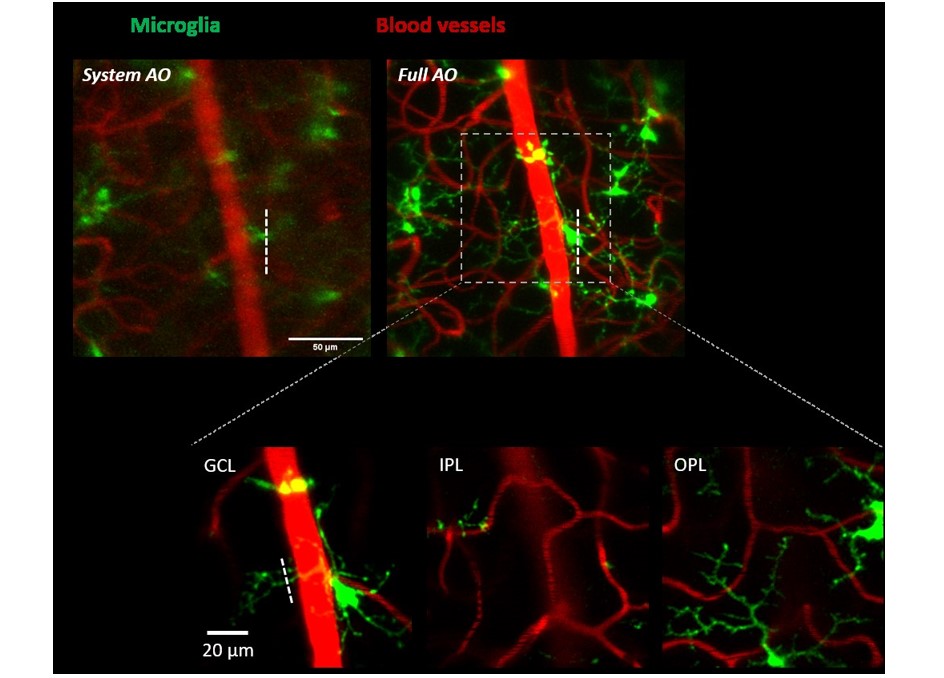 Microglia
Blood vessels
System AO
Full AO
50 µm
GCL
IPL
OPL
20 µm